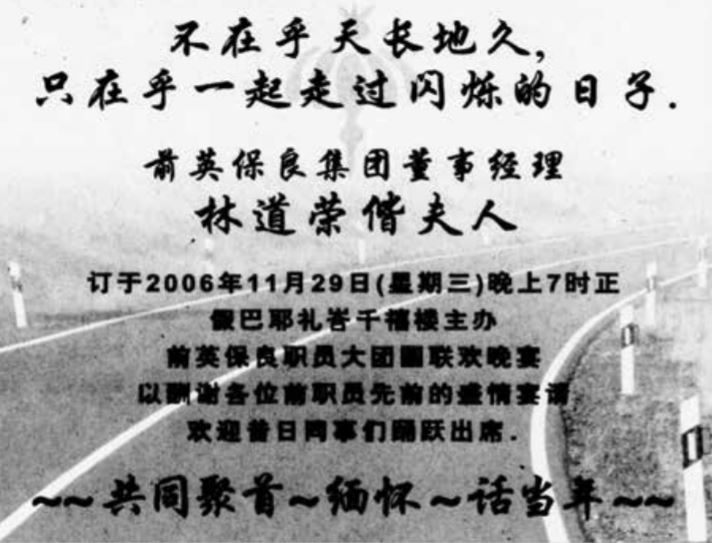 不在乎天长地久,
只在乎一起走过闪烁的日子.
前英保良集团董事经理
林道荣偕夫人
订于2006年11月29日(星期三)晚上7时正
假巴耶礼峇千禧楼主办
前英保良职员大团圆联欢晚宴
以酬谢各位前职员先前的盛情宴请
欢迎昔日同事们踊跃出席.
~~共同聚首~缅怀~话当年~~